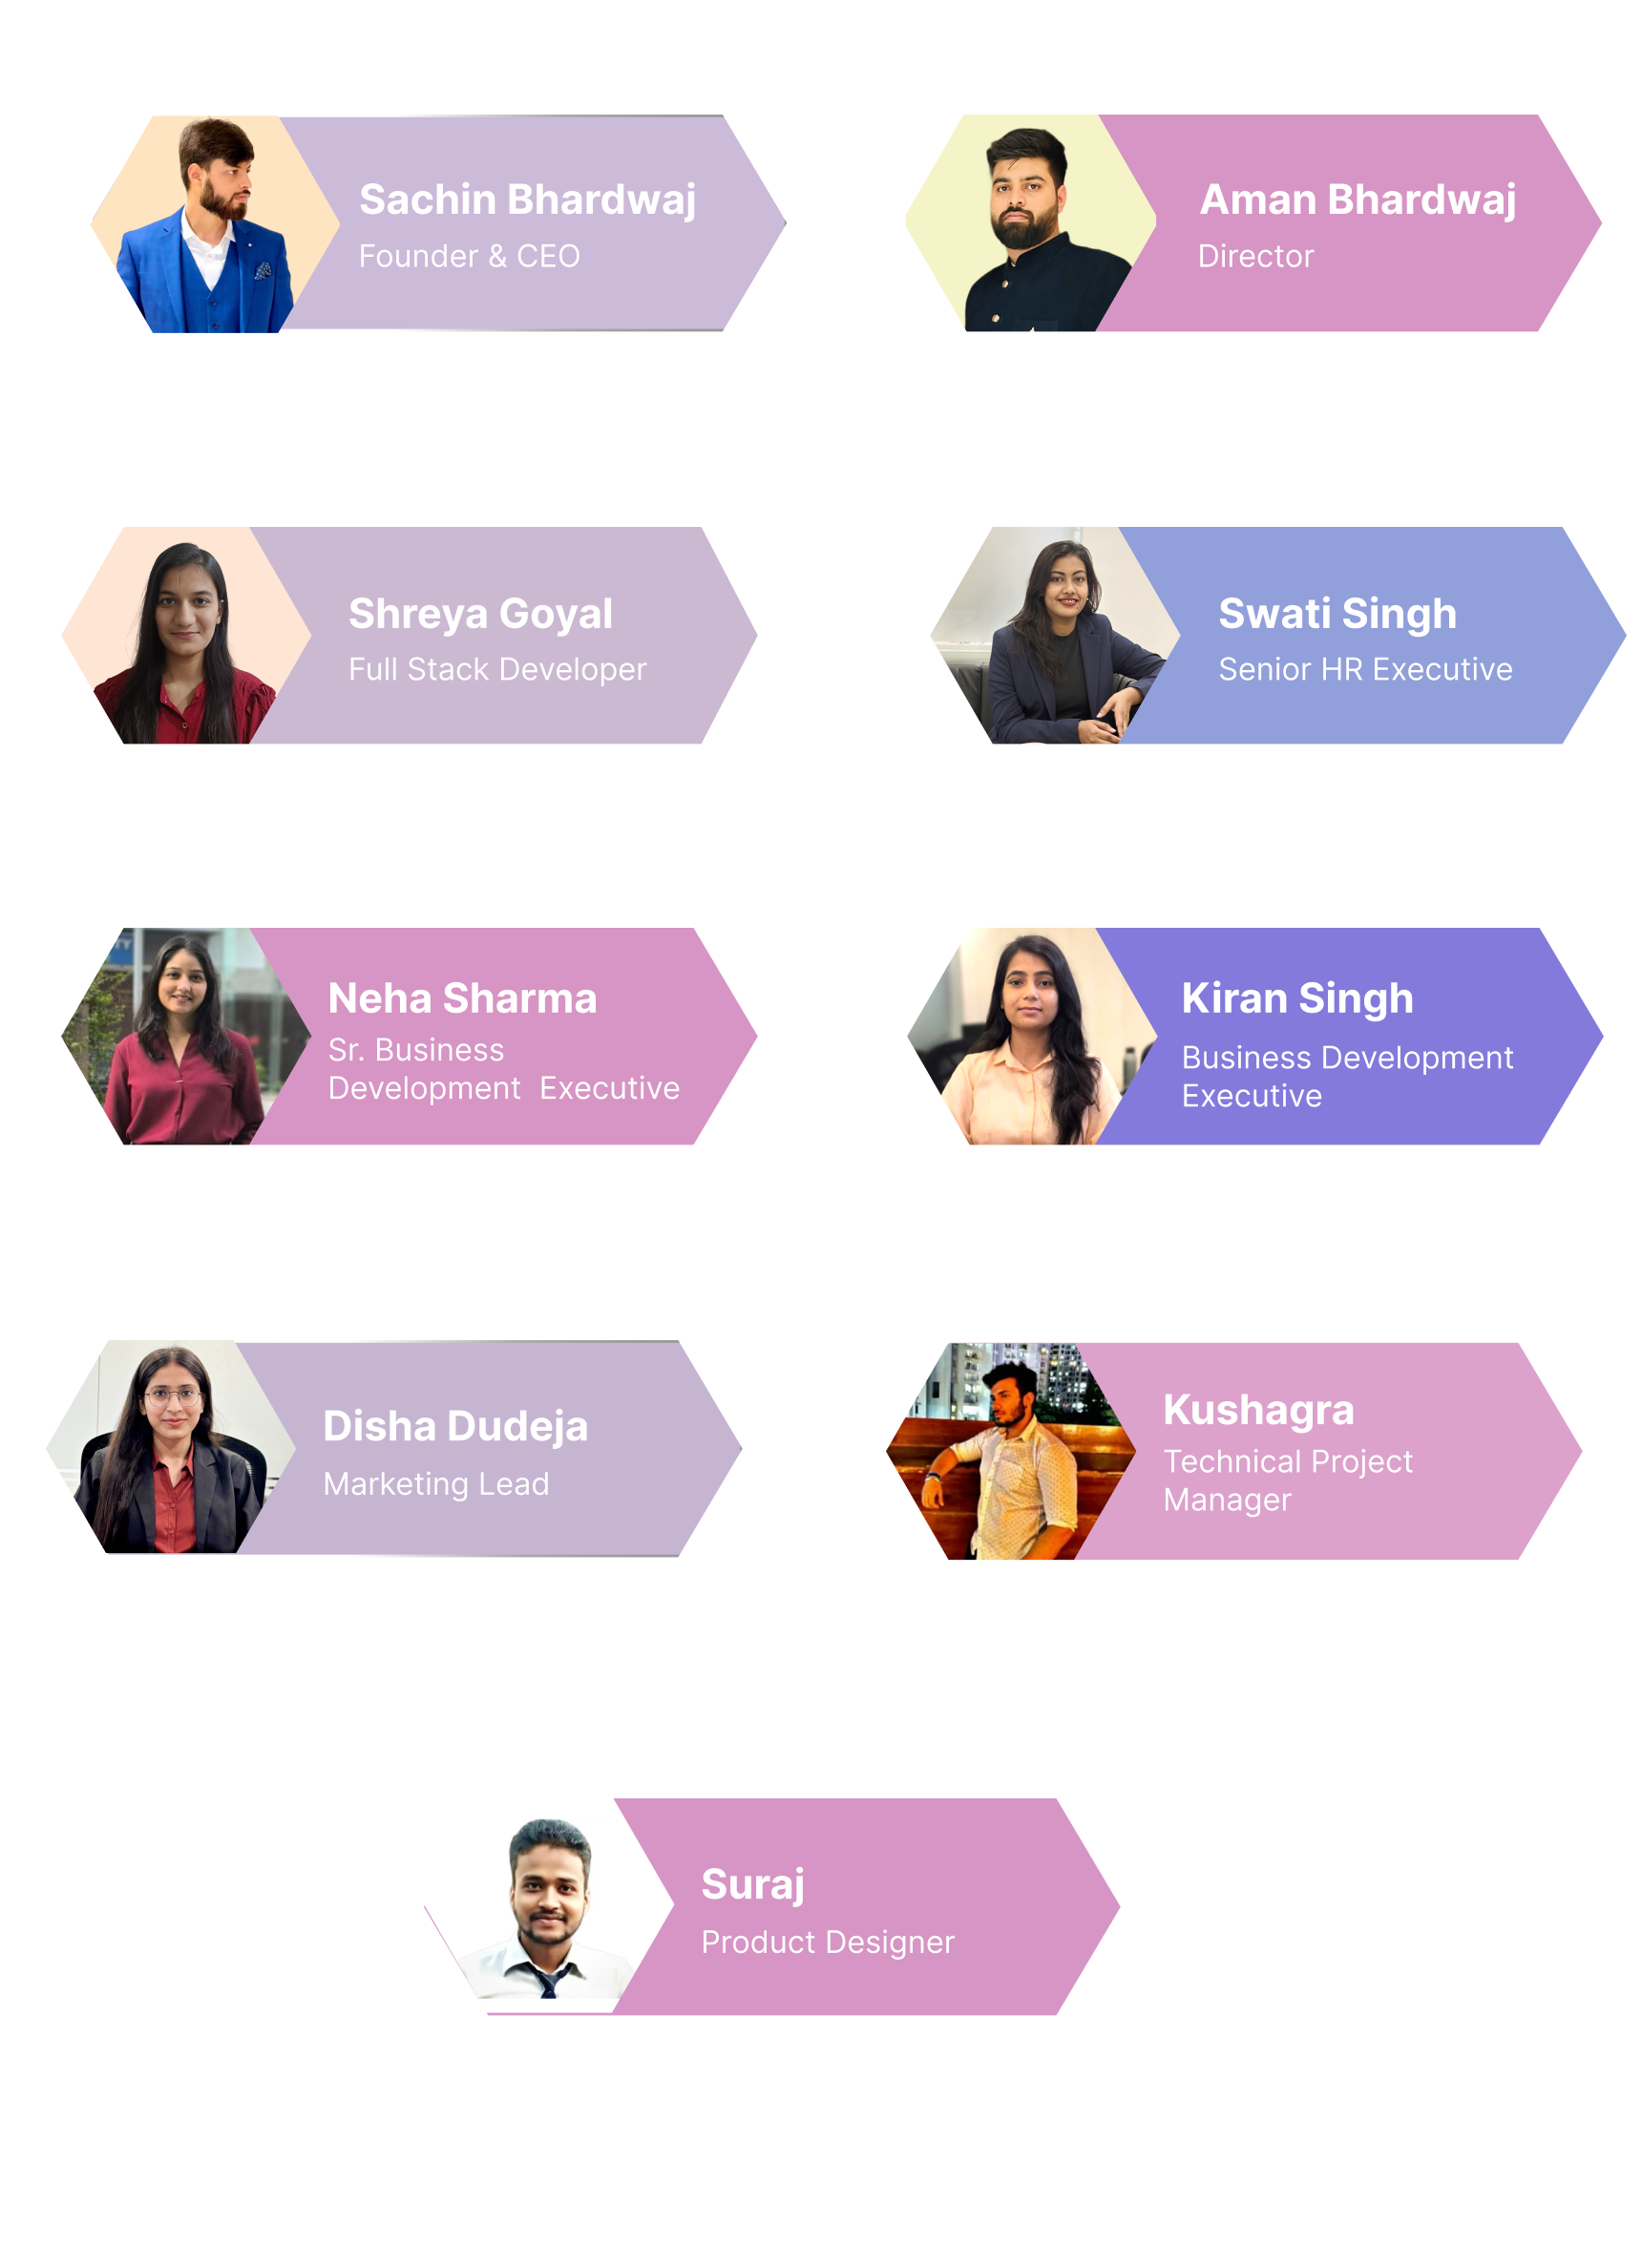 Sachin Bhardwaj
Founder & CEO
Aman Bhardwaj
Director
Shreya Goyal
Full Stack Developer
Swati Singh
Senior HR Executive
Neha Sharma
Sr. Business
Development  Executive
Kiran Singh
Business Development
Executive
Disha Dudeja
Marketing Lead
Kushagra
Technical Project
Manager
Suraj
Product Designer